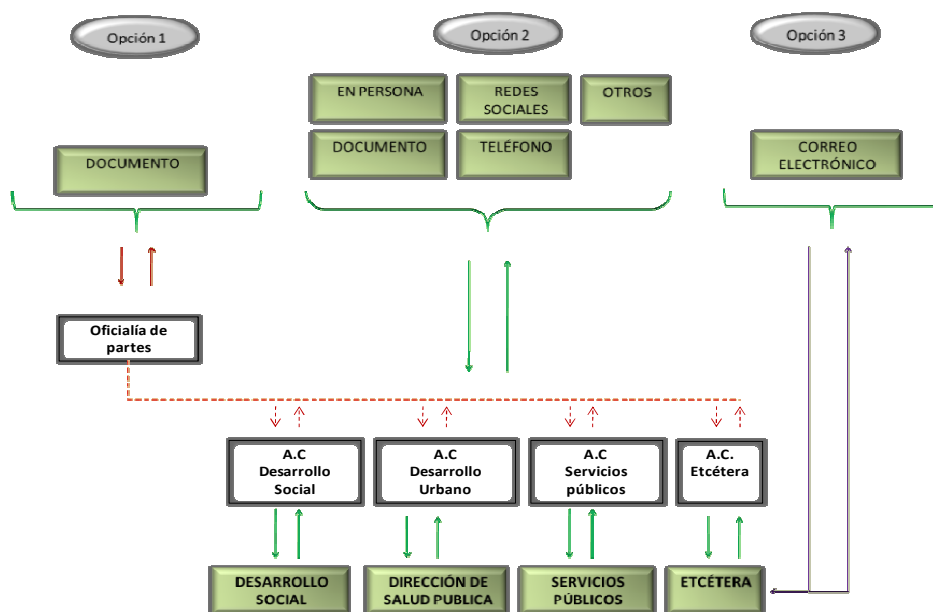 Opción 1
Opción 2
Opción 3
EN PERSONA
REDES
SOCIALES
OTROS
DOCUMENTO
DOCUMENTO
TELÉFONO
CORREO
ELECTRÓNICO
Oficialía de
partes
A.C
Desarrollo
Social
A.C
Desarrollo
Urbano
A.C
Servicios
públicos
A.C.
Etcétera
DESARROLLO
SOCIAL
DIRECCIÓN DE
SALUD PUBLICA
SERVICIOS
PÚBLICOS
ETCÉTERA